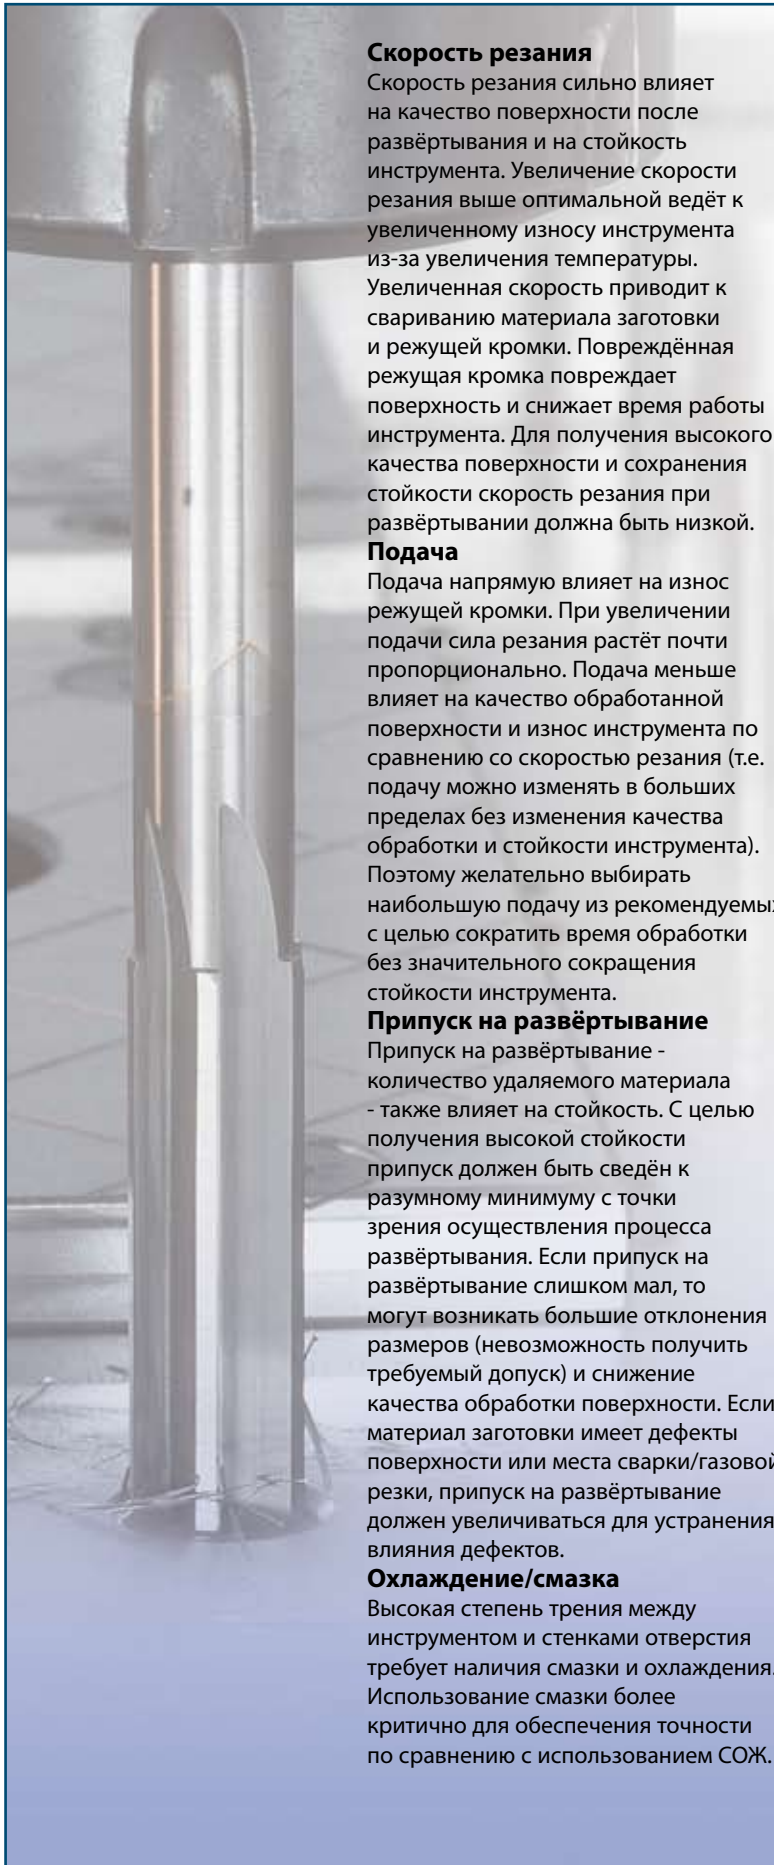 Скорость резания
Скорость резания сильно влияет
на качество поверхности после
развёртывания и на стойкость
инструмента. Увеличение скорости
резания выше оптимальной ведёт к
увеличенному износу инструмента
из-за увеличения температуры.
Увеличенная скорость приводит к
свариванию материала заготовки
и режущей кромки. Повреждённая
режущая кромка повреждает
поверхность и снижает время работы
инструмента. Для получения высокого
качества поверхности и сохранения
стойкости скорость резания при
развёртывании должна быть низкой.
Подача
Подача напрямую влияет на износ
режущей кромки. При увеличении
подачи сила резания растёт почти
пропорционально. Подача меньше
влияет на качество обработанной
поверхности и износ инструмента по
сравнению со скоростью резания (т.е.
подачу можно изменять в больших
пределах без изменения качества
обработки и стойкости инструмента).
Поэтому желательно выбирать
наибольшую подачу из рекомендуемых
с целью сократить время обработки
без значительного сокращения
стойкости инструмента.
Припуск на развёртывание
Припуск на развёртывание -
количество удаляемого материала
- также влияет на стойкость. С целью
получения высокой стойкости
припуск должен быть сведён к
разумному минимуму с точки
зрения осуществления процесса
развёртывания. Если припуск на
развёртывание слишком мал, то
могут возникать большие отклонения
размеров (невозможность получить
требуемый допуск) и снижение
качества обработки поверхности. Если
материал заготовки имеет дефекты
поверхности или места сварки/газовой
резки, припуск на развёртывание
должен увеличиваться для устранения
влияния дефектов.
Охлаждение/смазка
Высокая степень трения между
инструментом и стенками отверстия
требует наличия смазки и охлаждения.
Использование смазки более
критично для обеспечения точности
по сравнению с использованием СОЖ.